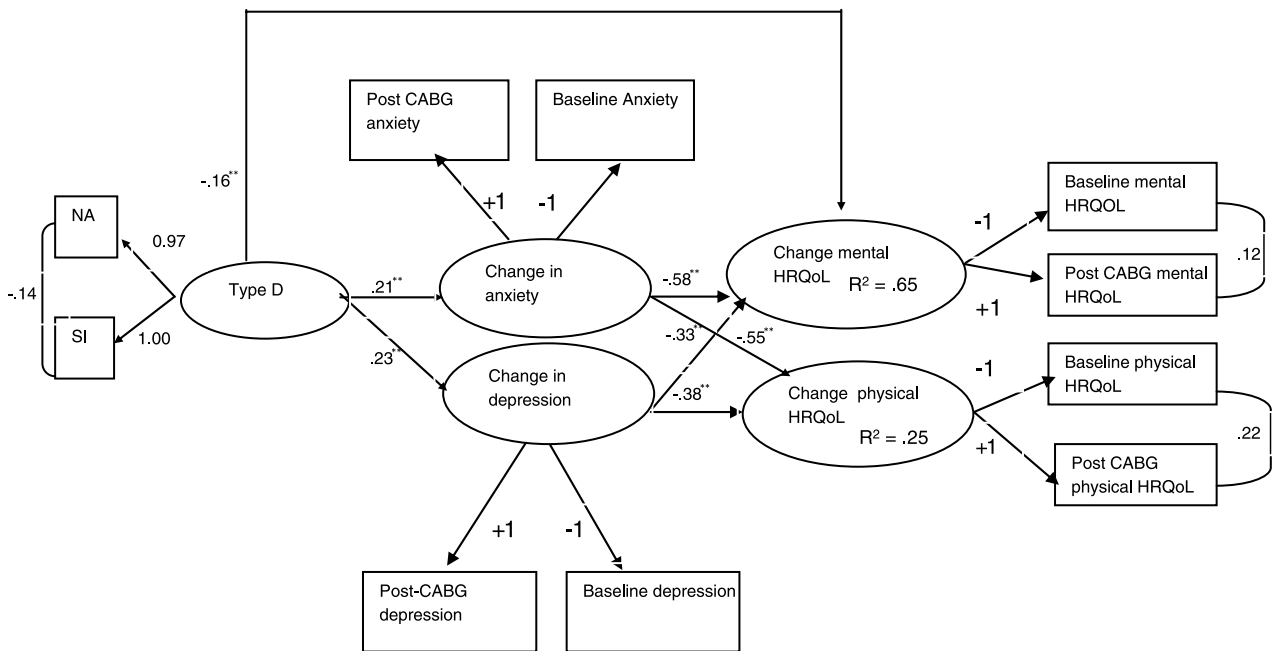 Post CABG
anxiety
Baseline Anxiety
-.16**
+1
-1
NA
0.97
-.14
SI
1.00
Type D
.21**
.23**
Change in
anxiety
Change in
depression
-.58**
-.33**
-.55**
-.38**
Change mental
HRQoL
R² = .65
Change physical
HRQoL
R² = .25
-1
+1
Baseline mental
HRQOL
Post CABG mental
HRQoL
.12
-1
+1
Baseline physical
HRQoL
Post CABG
physical HRQoL
.22
+1
-1
Post-CABG
depression
Baseline depression